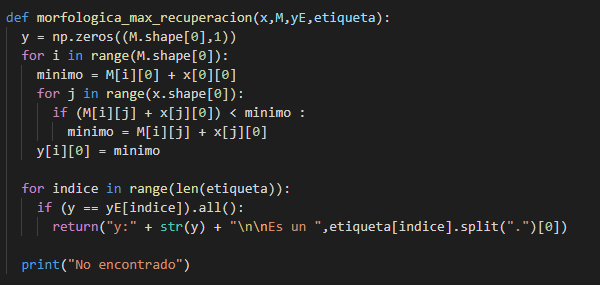 def morfologica_max_recuperacion(x,M,yE,etiqueta):
  y = np.zeros((M.shape[0],1))
  for i in range(M.shape[0]):
    minimo = M[i][0] + x[0][0]
    for j in range(x.shape[0]):
      if (M[i][j] + x[j][0]) < minimo :
        minimo = M[i][j] + x[j][0]
    y[i][0] = minimo

  for indice in range(len(etiqueta)):
    if (y == yE[indice]).all():
      return("y:" + str(y) + "\n\nEs un ",etiqueta[indice].split(".")[0])

  print("No encontrado")